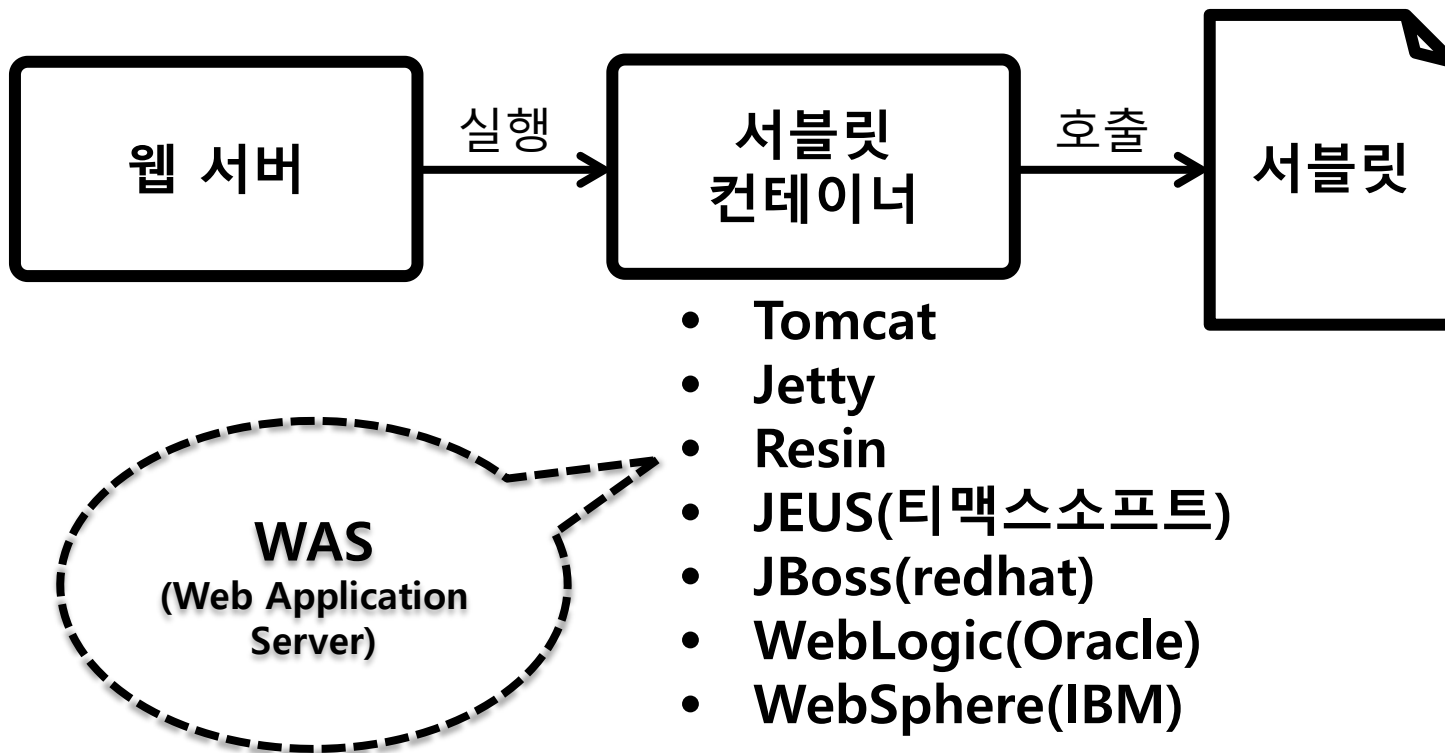 웹 서버
실행
서블릿
컨테이너
호출
서블릿
• Tomcat
• Jetty
• Resin
• JEUS(티맥스소프트)
• JBoss(redhat)
• WebLogic(Oracle)
• WebSphere(IBM)
WAS
(Web Application
Server)